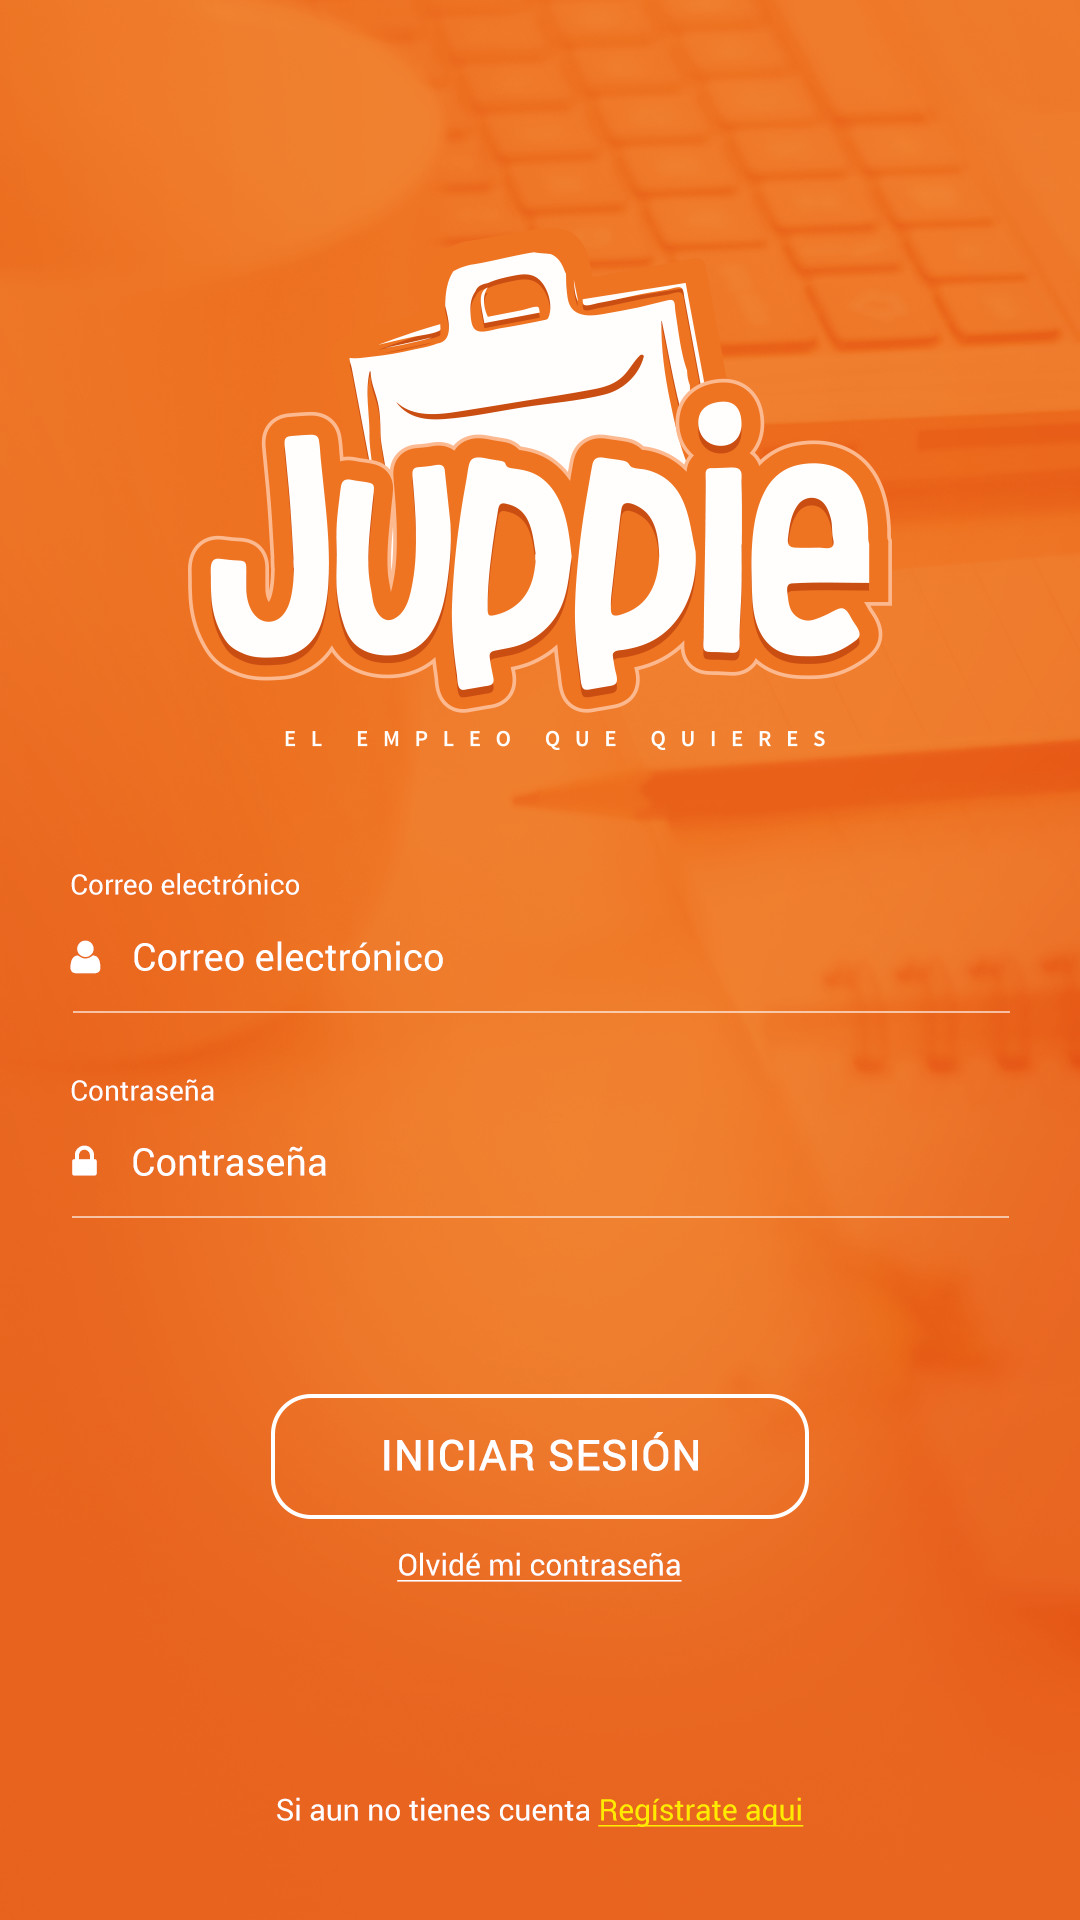 Juppie
EL EMPLEO QUE QUIERES
Correo electrónico
Correo electrónico
Contraseña
Contraseña
INICIAR SESIÓN
Olvidé mi contraseña
Si aun no tienes cuenta Regístrate aqui